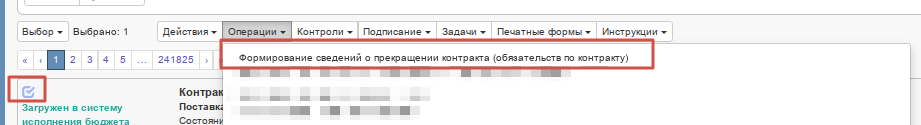 Выбор Выбрано: 1 Действия Операции Контроли Подписание Задачи Печатные формы Инструкции
« ‹ 1 2 3 4 5 ... 241825 ›
Формирование сведений о прекращении контракта (обязательств по контракту)
Контрак
Загружен в систему Поставка
исполнения бюджета Состояни